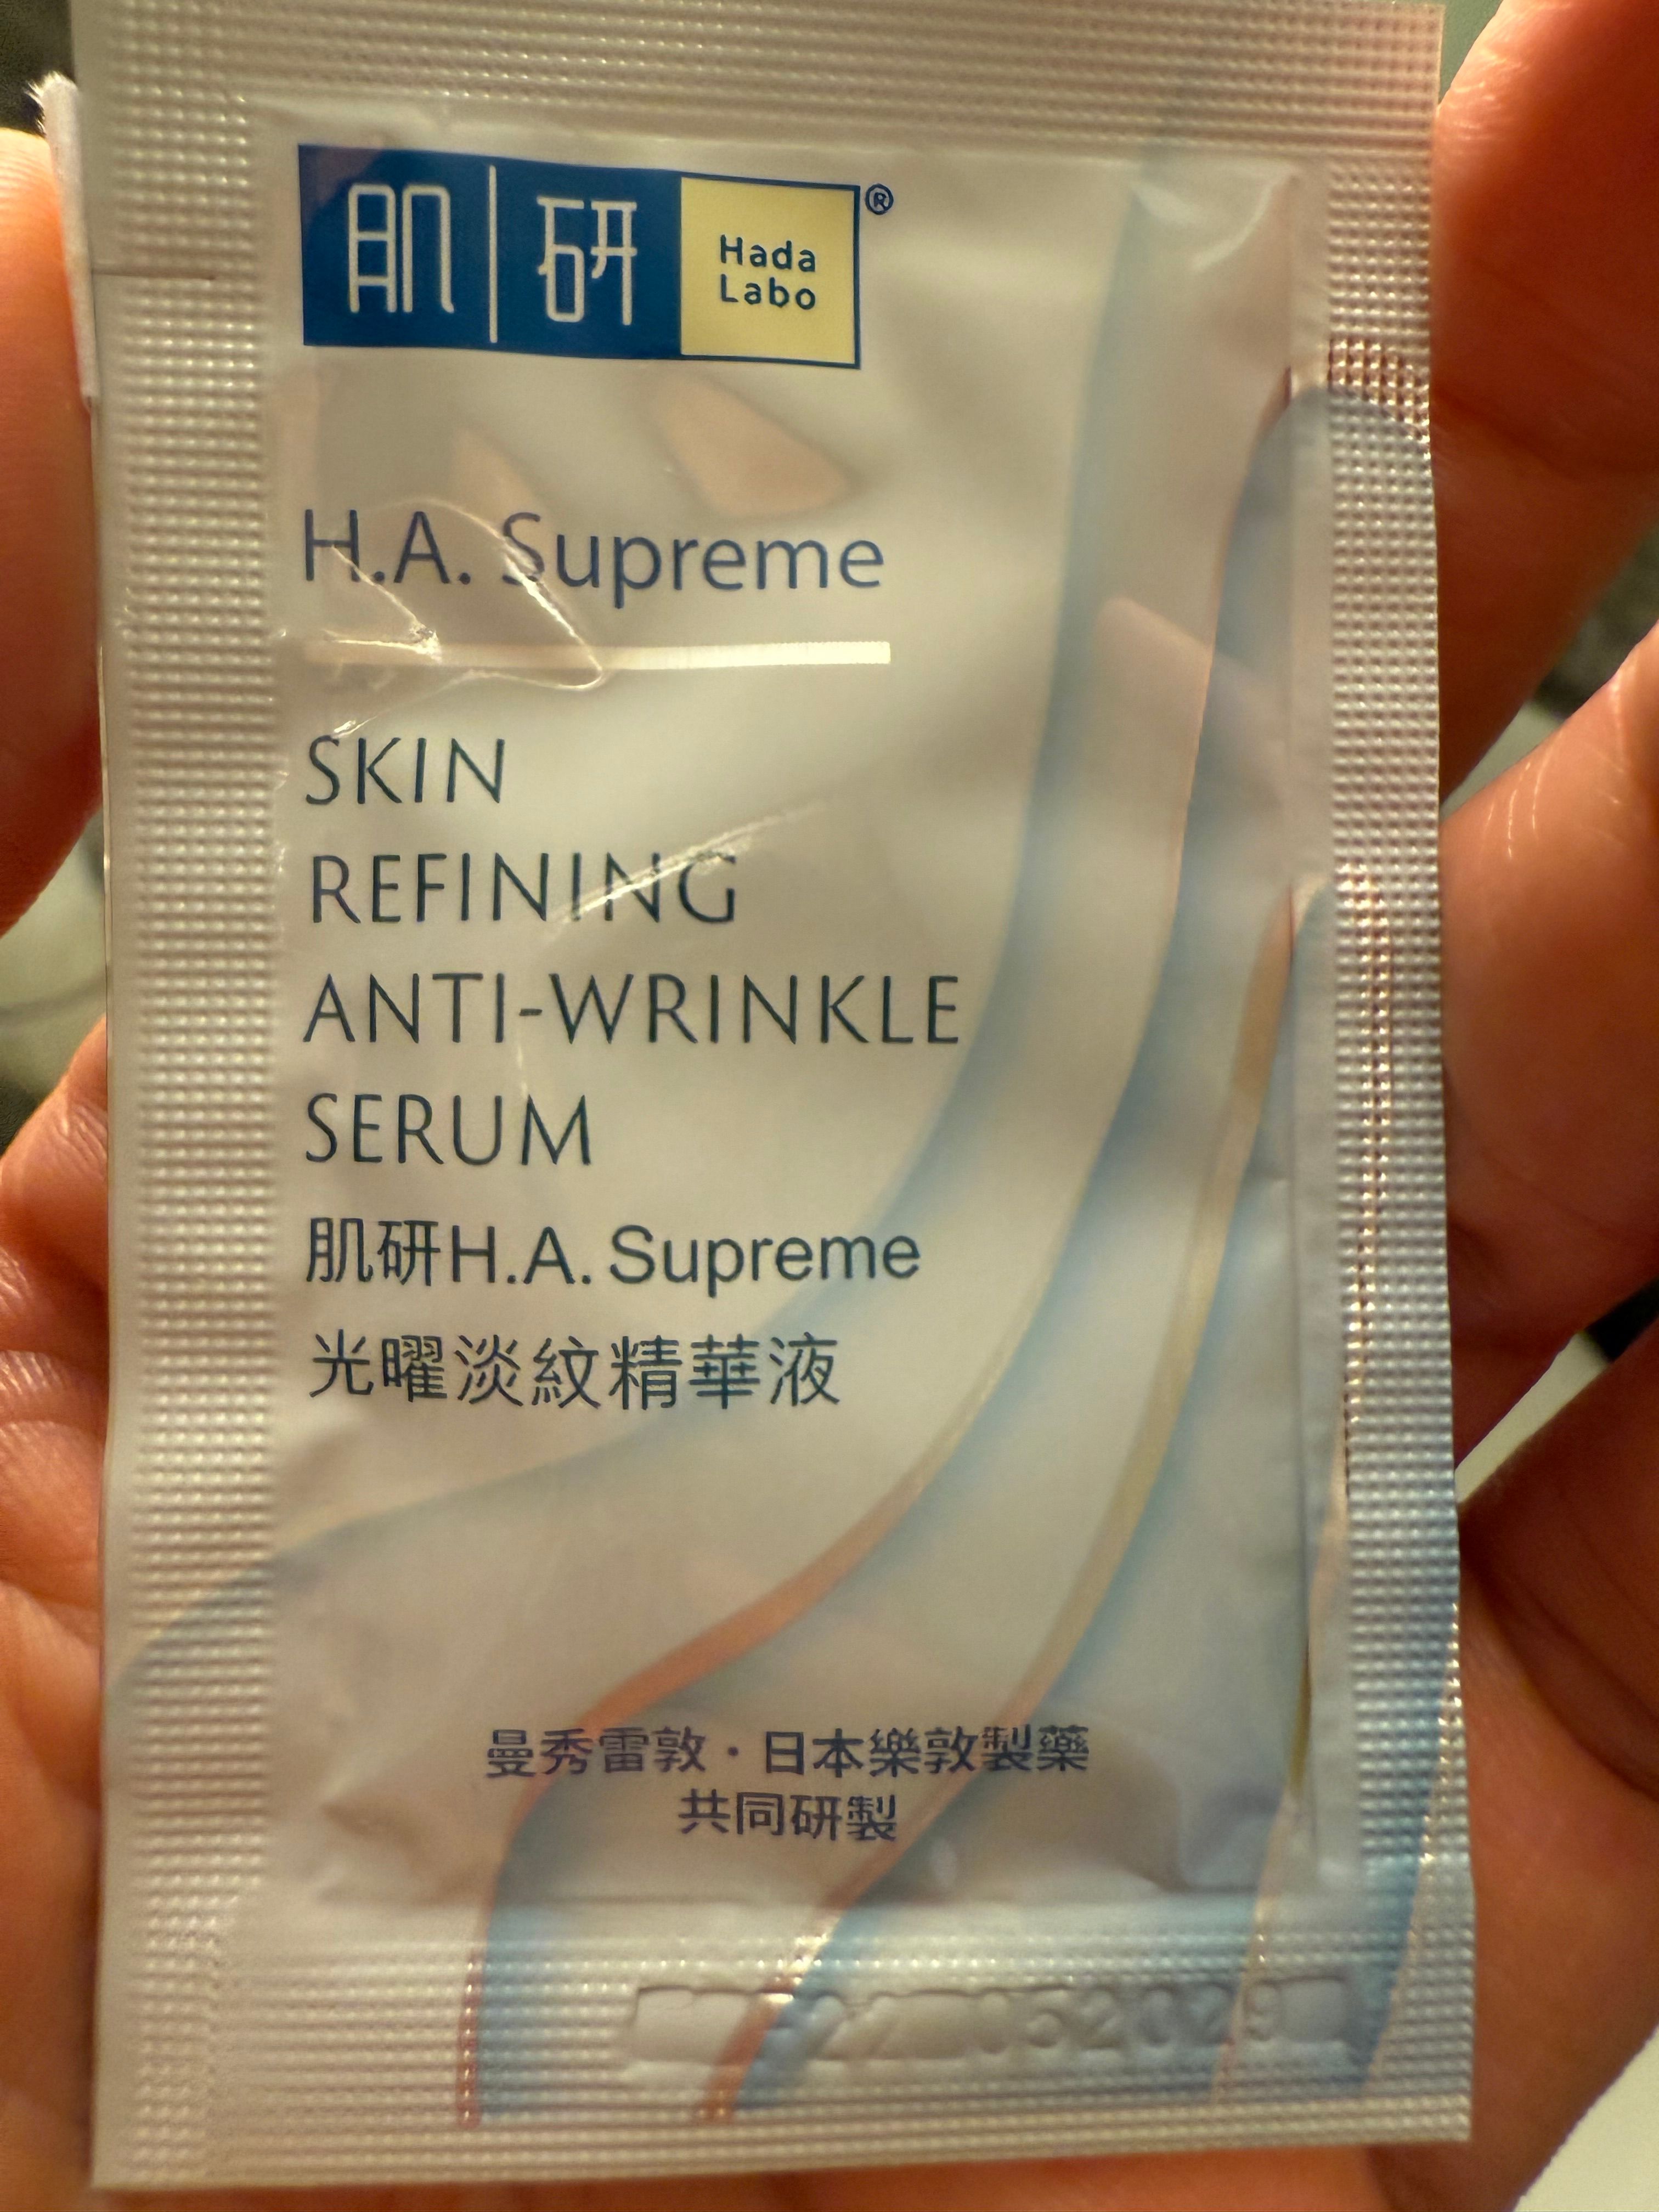 肌研 Hada Labo®
H.A. Supreme
SKIN
REFINING
ANTI-WRINKLE
SERUM
肌研H.A. Supreme
光曜淡紋精華液
曼秀雷敦・日本樂敦製藥
共同研製